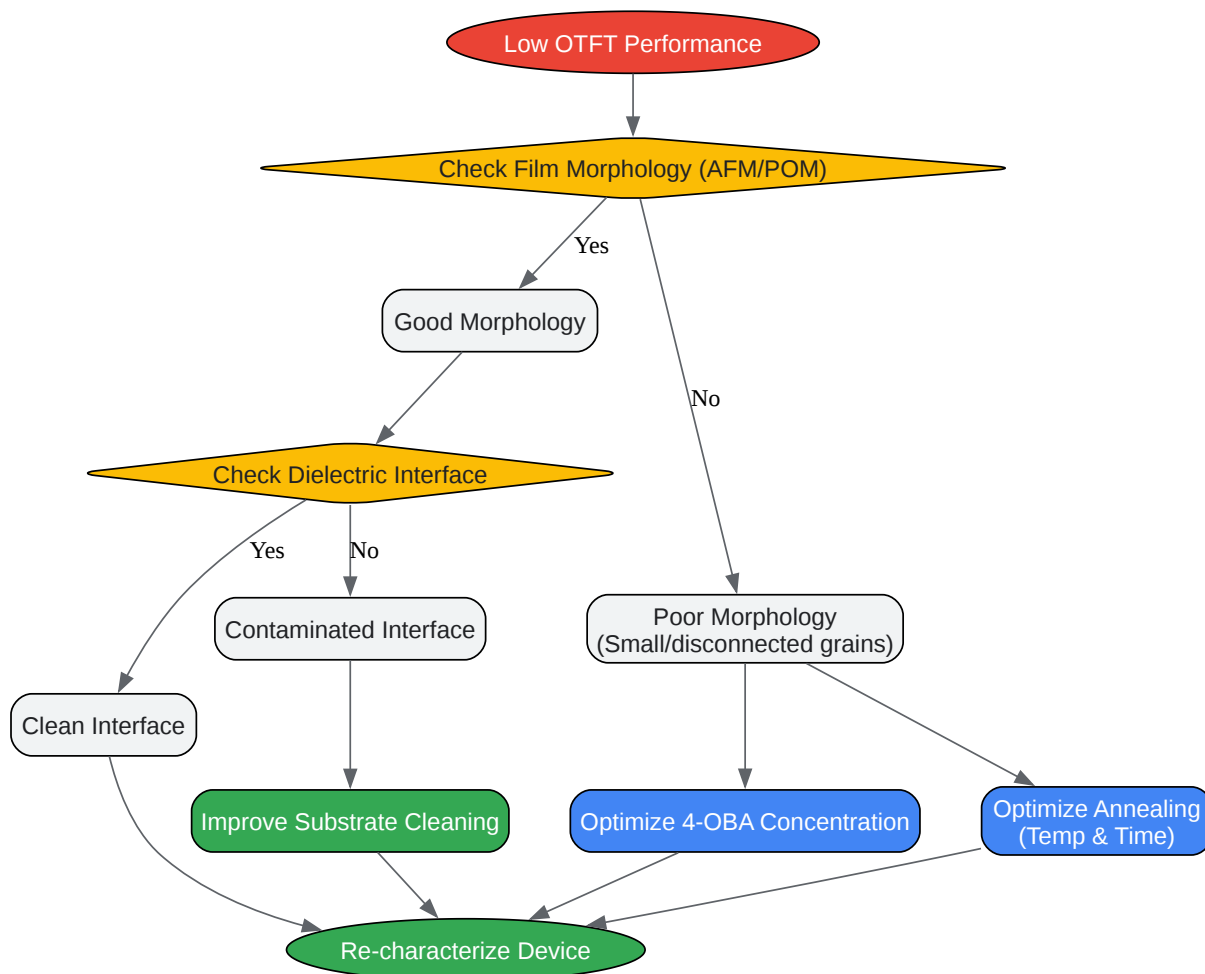 Low OTFT Performance
Check Film Morphology (AFM/POM)
Yes
Good Morphology
No
Check Dielectric Interface
Yes
No
Contaminated Interface
Poor Morphology
(Small/disconnected grains)
Clean Interface
Improve Substrate Cleaning
Optimize 4-OBA Concentration
Optimize Annealing
(Temp & Time)
Re-characterize Device